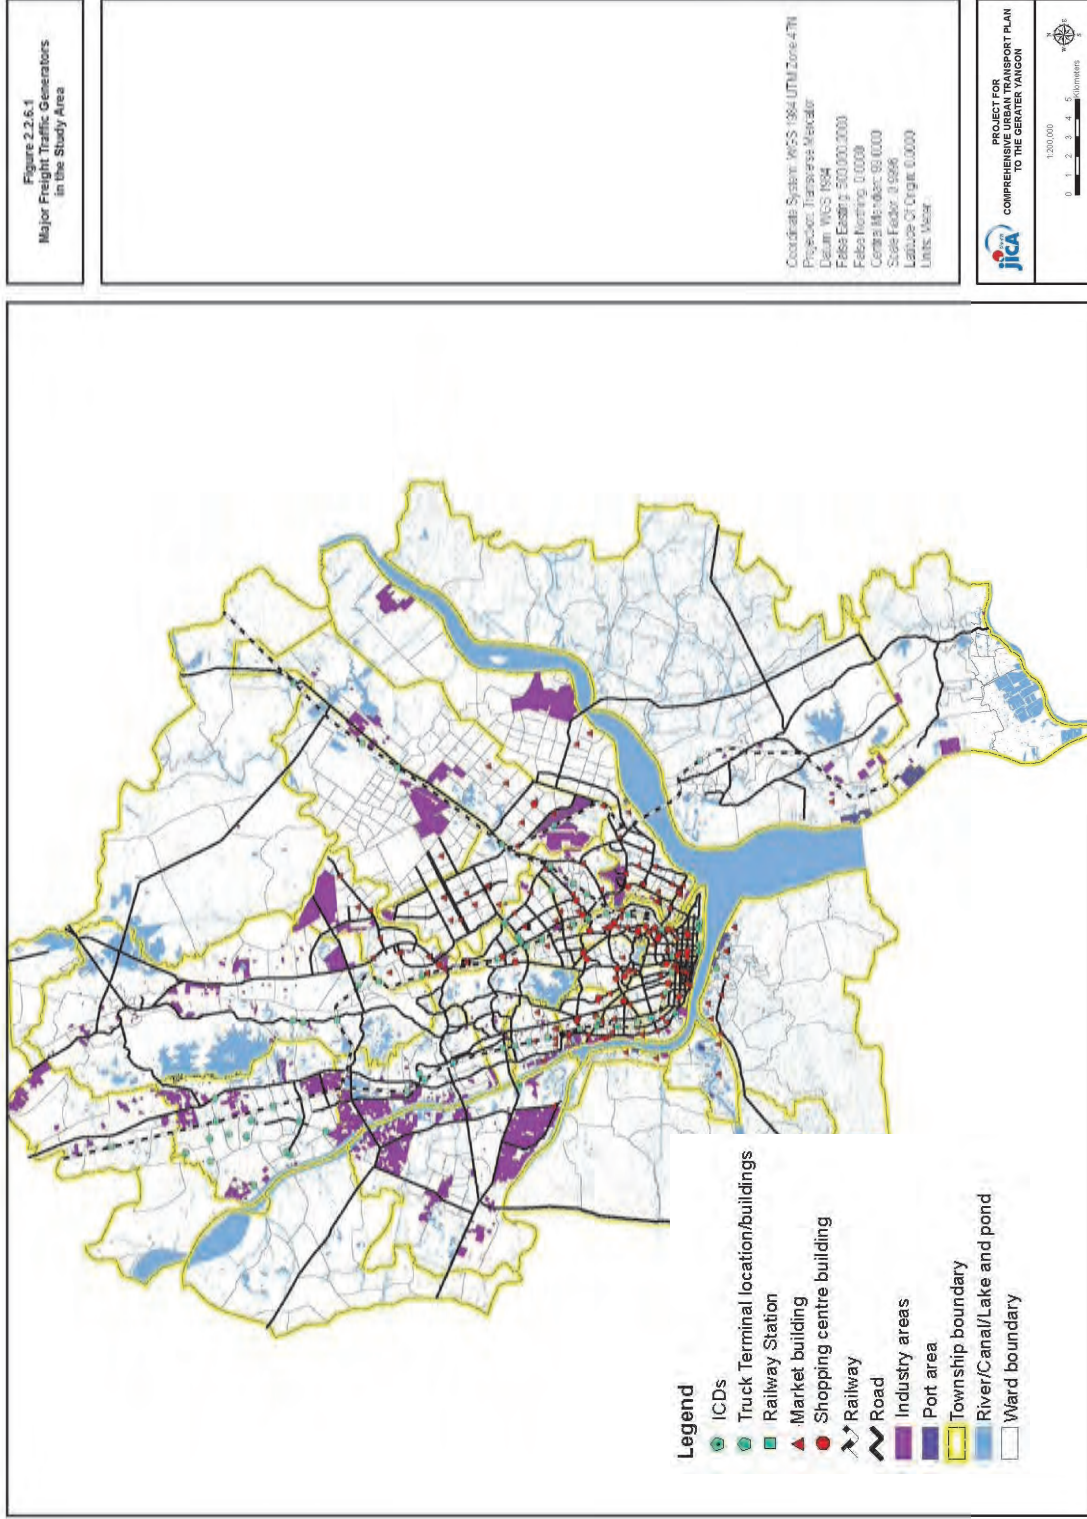 Figure 2.2.6.1
Major Freight Traffic Generators
in the Study Area
Coordinate System: WGS 1984 UTM Zone 47N
Projection: Transverse Mercator
Datum: WGS 1984
False Easting: 500,000.0000
False Northing: 0.0000
Central Meridian: 99.0000
Scale Factor: 0.9996
Latitude Of Origin: 0.0000
Units: Meter
jICA
PROJECT FOR
COMPREHENSIVE URBAN TRANSPORT PLAN
TO THE GERATER YANGON
N
E
S
W
1:200,000
0 1 2 3 4 5
Kilometers
Legend
ICDs
Truck Terminal location/buildings
Railway Station
Market building
Shopping centre building
Railway
Road
Industry areas
Port area
Township boundary
River/Canal/Lake and pond
Ward boundary